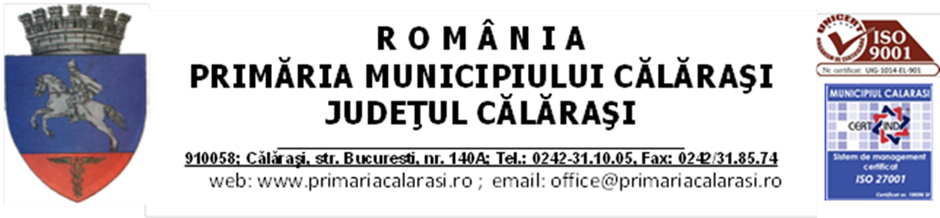 R O M Â N I A
PRIMĂRIA MUNICIPIULUI CĂLĂRAŞI
JUDEŢUL CĂLĂRAŞI
910058; Călăraşi, str. Bucuresti, nr. 140A; Tel.: 0242-31.10.05, Fax: 0242/31.85.74
web: www.primariacalarasi.ro ; email: office@primariacalarasi.ro
UNICERT
ISO
9001
Nr. certificat: UIG-1014-EL-901
MUNICIPIUL CALARASI
CERT IND
Sistem de management
certificat
ISO 27001